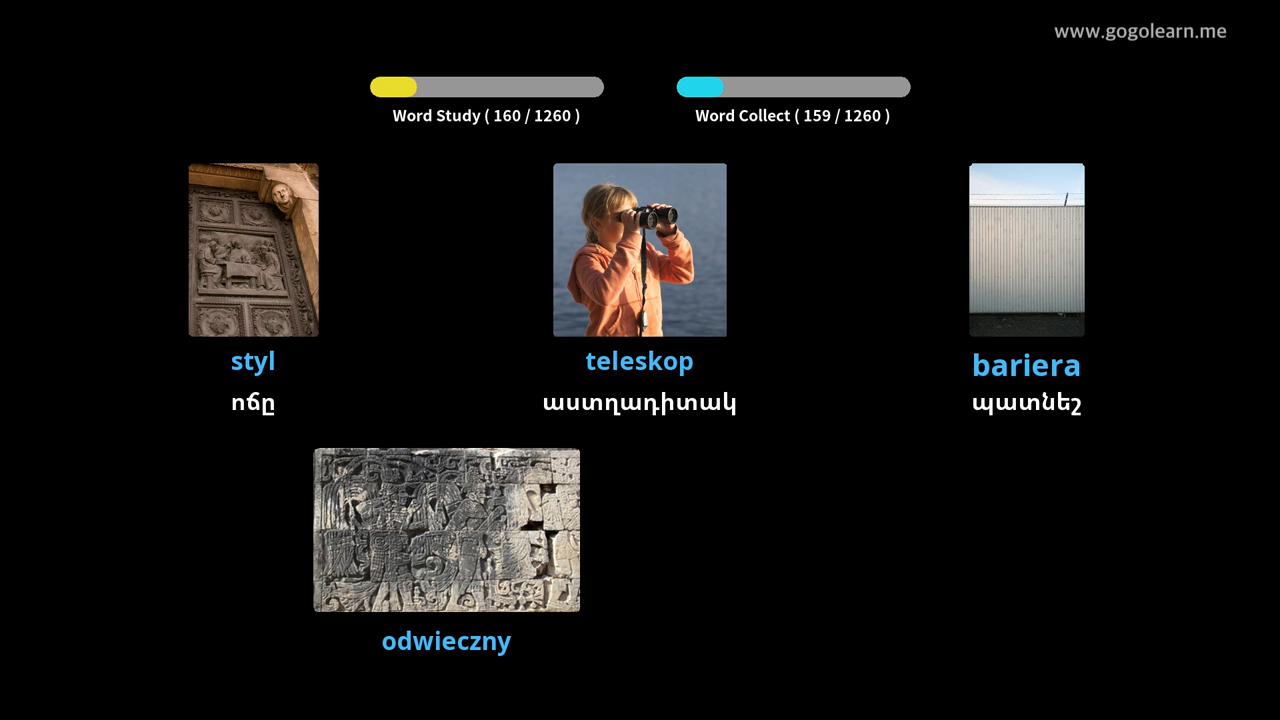 www.gogolearn.me
Word Study ( 160 / 1260 )
Word Collect ( 159 / 1260 )
styl
teleskop
bariera
ոճը
աստղադիտակ
պատնեշ
odwieczny